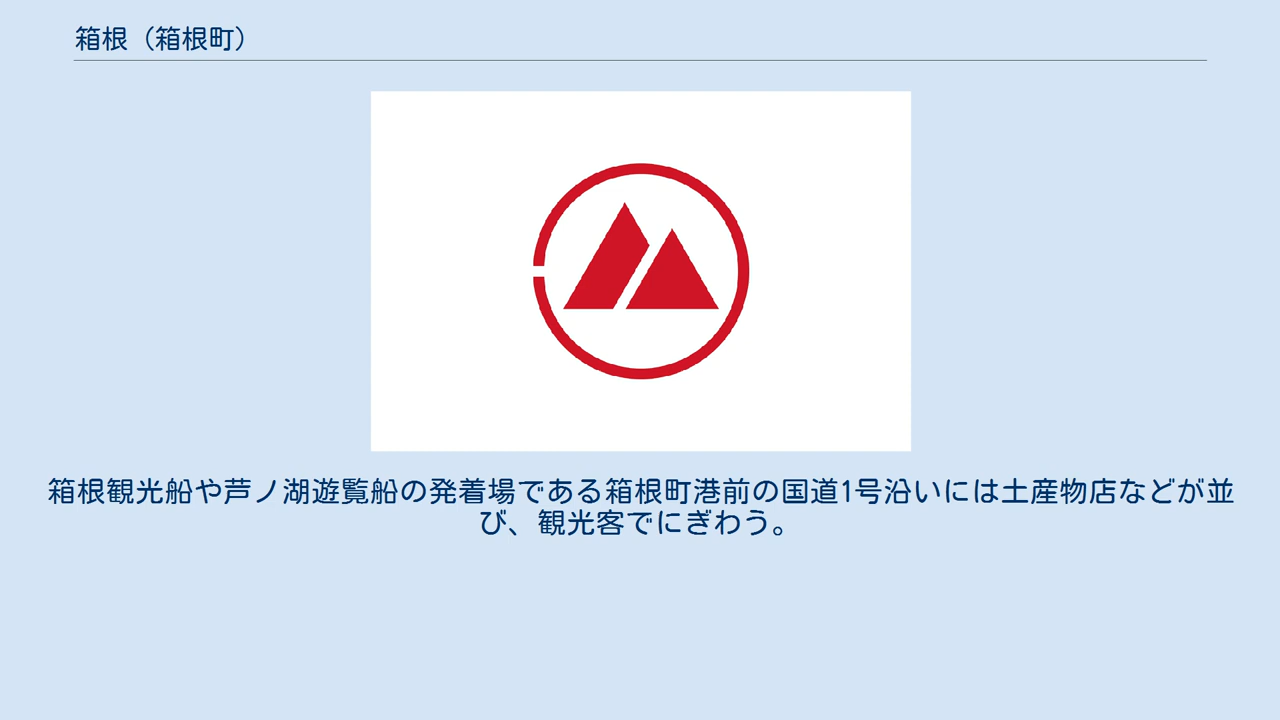 箱根（箱根町）
箱根観光船や芦ノ湖遊覧船の発着場である箱根町港前の国道1号沿いには土産物店などが並
び、観光客でにぎわう。